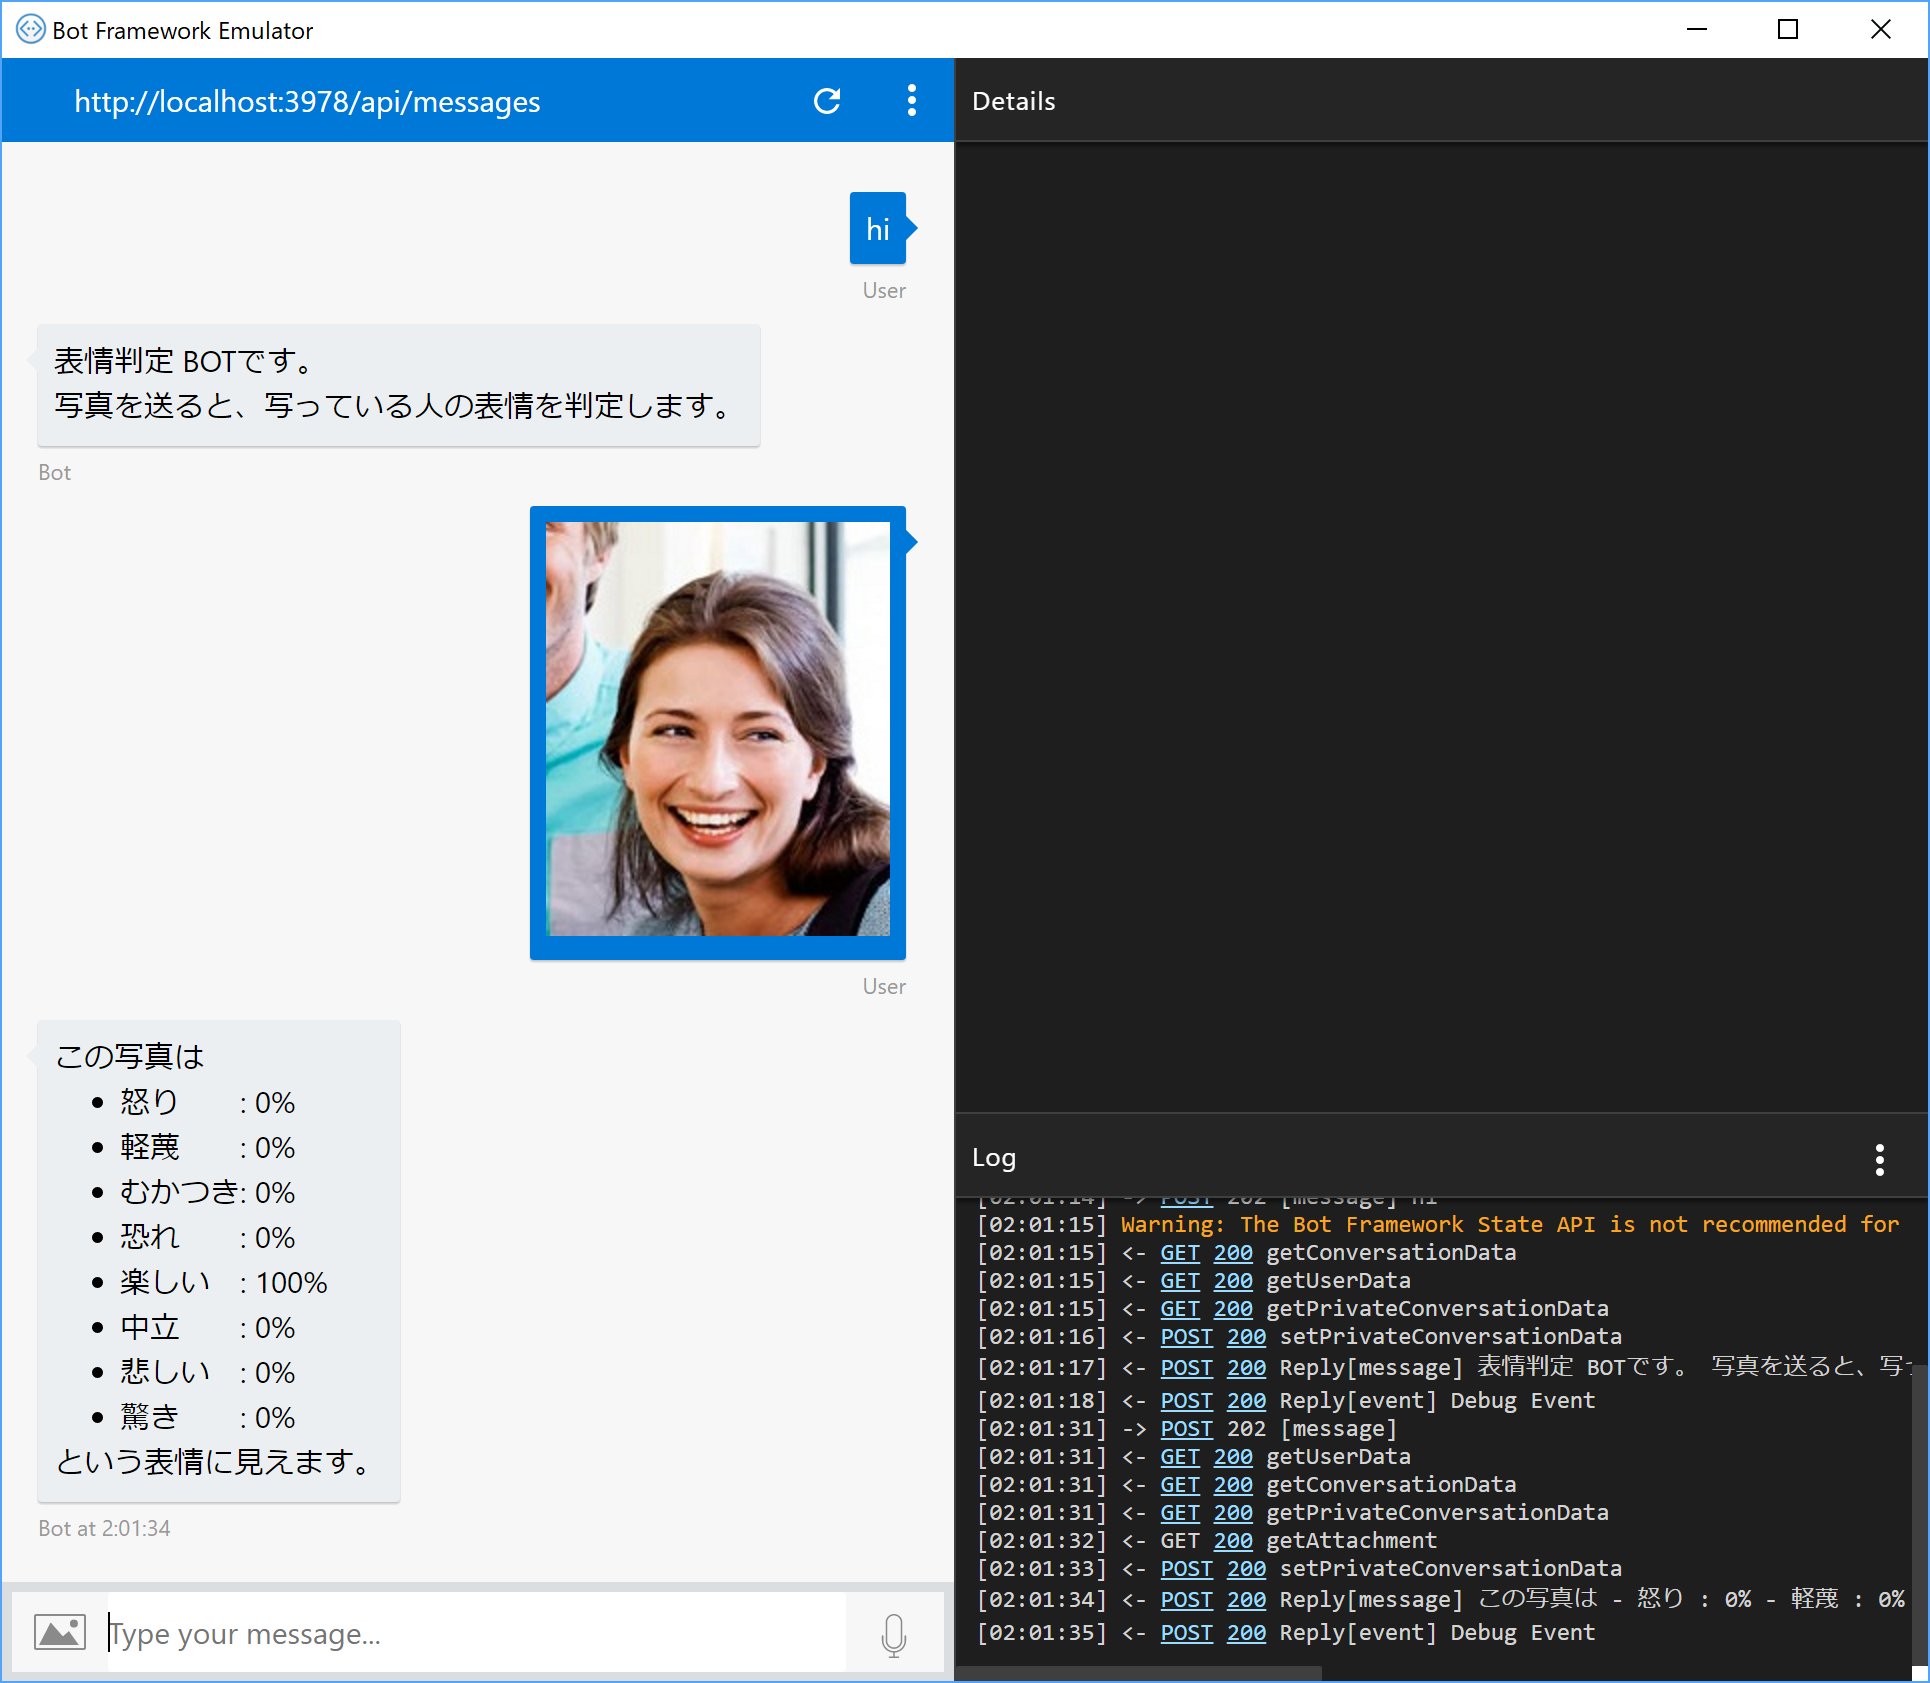 Bot Framework Emulator
http://localhost:3978/api/messages
hi
User
表情判定 BOTです。
写真を送ると、写っている人の表情を判定します。
Bot
User
この写真は
• 怒り : 0%
• 軽蔑 : 0%
• むかつき: 0%
• 恐れ : 0%
• 楽しい : 100%
• 中立 : 0%
• 悲しい : 0%
• 驚き : 0%
という表情に見えます。
Bot at 2:01:34
Type your message...
Details
Log
[02:01:14] -> POST 202 [message] hi
[02:01:15] Warning: The Bot Framework State API is not recommended for
[02:01:15] <- GET 200 getConversationData
[02:01:15] <- GET 200 getUserData
[02:01:15] <- GET 200 getPrivateConversationData
[02:01:16] <- POST 200 setPrivateConversationData
[02:01:17] <- POST 200 Reply[message] 表情判定 BOTです。 写真を送ると、写っ
[02:01:18] <- POST 200 Reply[event] Debug Event
[02:01:31] -> POST 202 [message]
[02:01:31] <- GET 200 getUserData
[02:01:31] <- GET 200 getConversationData
[02:01:31] <- GET 200 getPrivateConversationData
[02:01:32] <- GET 200 getAttachment
[02:01:33] <- POST 200 setPrivateConversationData
[02:01:34] <- POST 200 Reply[message] この写真は - 怒り : 0% - 軽蔑 : 0%
[02:01:35] <- POST 200 Reply[event] Debug Event